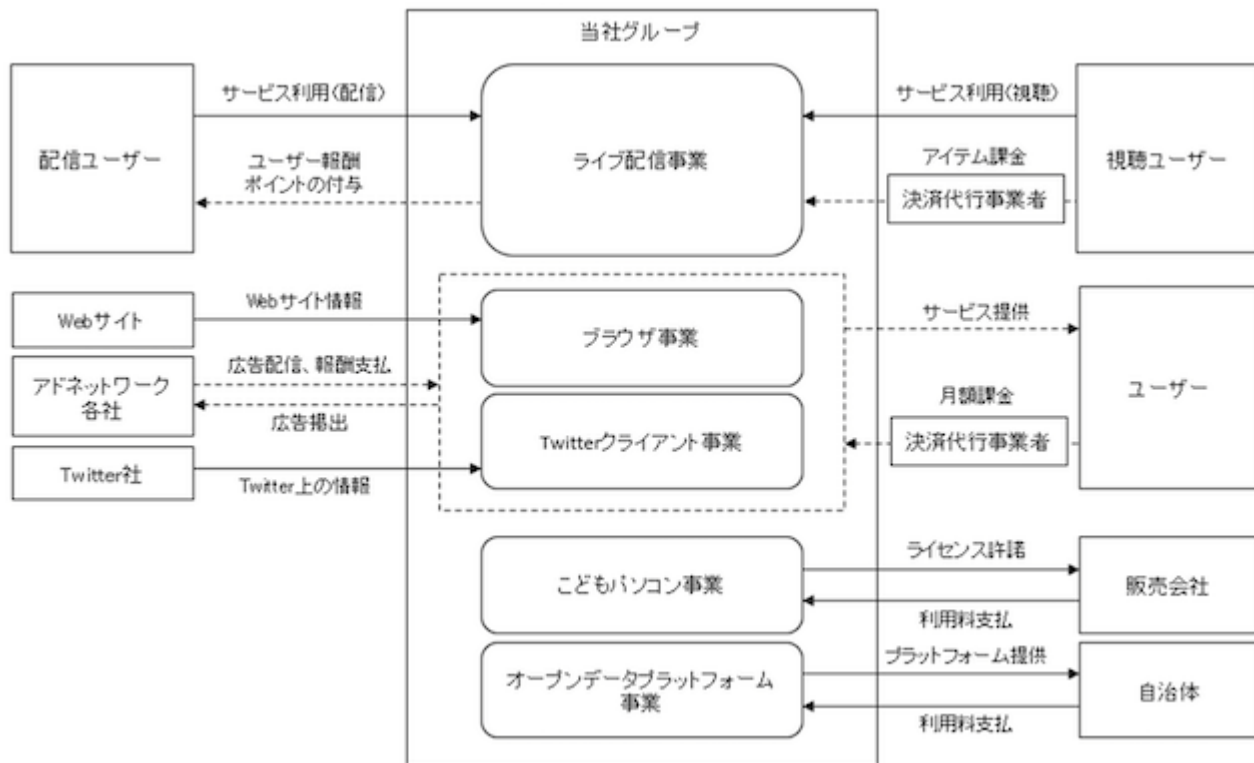 当社グループ
サービス利用(配信)
サービス利用(視聴)
配信ユーザー
ユーザー報酬
ポイントの付与
ライブ配信事業
アイテム課金
決済代行事業者
視聴ユーザー
Webサイト
Webサイト情報
ブラウザ事業
サービス提供
アドネットワーク
各社
広告配信、報酬支払
広告掲出
ユーザー
月額課金
決済代行事業者
Twitter社
Twitter上の情報
Twitterクライアント事業
こどもパソコン事業
ライセンス許諾
利用料支払
販売会社
オープンデータプラットフォーム
事業
プラットフォーム提供
利用料支払
自治体